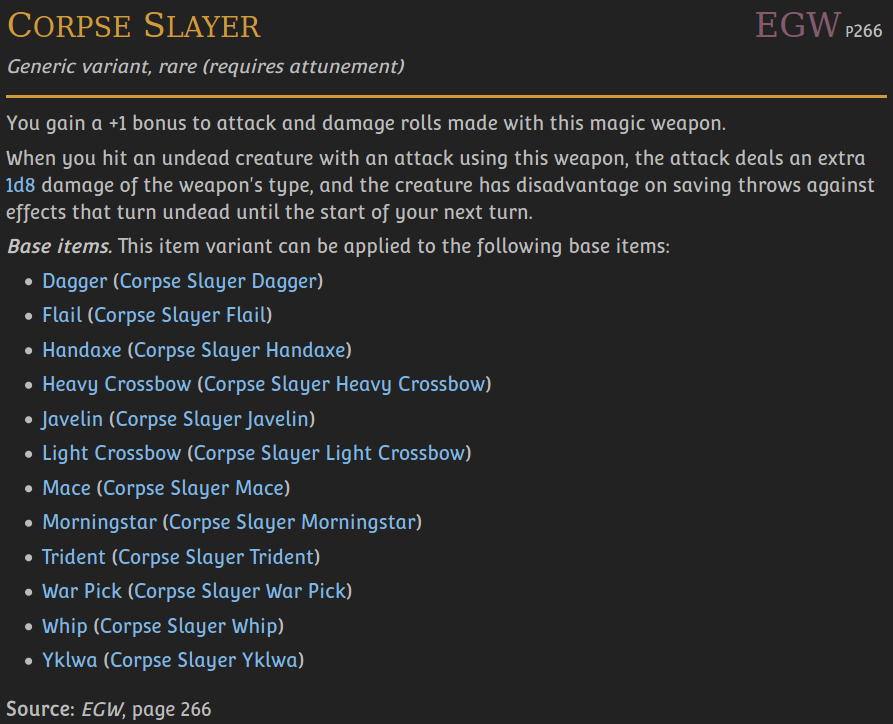 Corpse Slayer EGW P266
Generic variant, rare (requires attunement)
You gain a +1 bonus to attack and damage rolls made with this magic weapon.
When you hit an undead creature with an attack using this weapon, the attack deals an extra
1d8 damage of the weapon's type, and the creature has disadvantage on saving throws against
effects that turn undead until the start of your next turn.
Base items. This item variant can be applied to the following base items:
• Dagger (Corpse Slayer Dagger)
• Flail (Corpse Slayer Flail)
• Handaxe (Corpse Slayer Handaxe)
• Heavy Crossbow (Corpse Slayer Heavy Crossbow)
• Javelin (Corpse Slayer Javelin)
• Light Crossbow (Corpse Slayer Light Crossbow)
• Mace (Corpse Slayer Mace)
• Morningstar (Corpse Slayer Morningstar)
• Trident (Corpse Slayer Trident)
• War Pick (Corpse Slayer War Pick)
• Whip (Corpse Slayer Whip)
• Yklwa (Corpse Slayer Yklwa)
Source: EGW, page 266